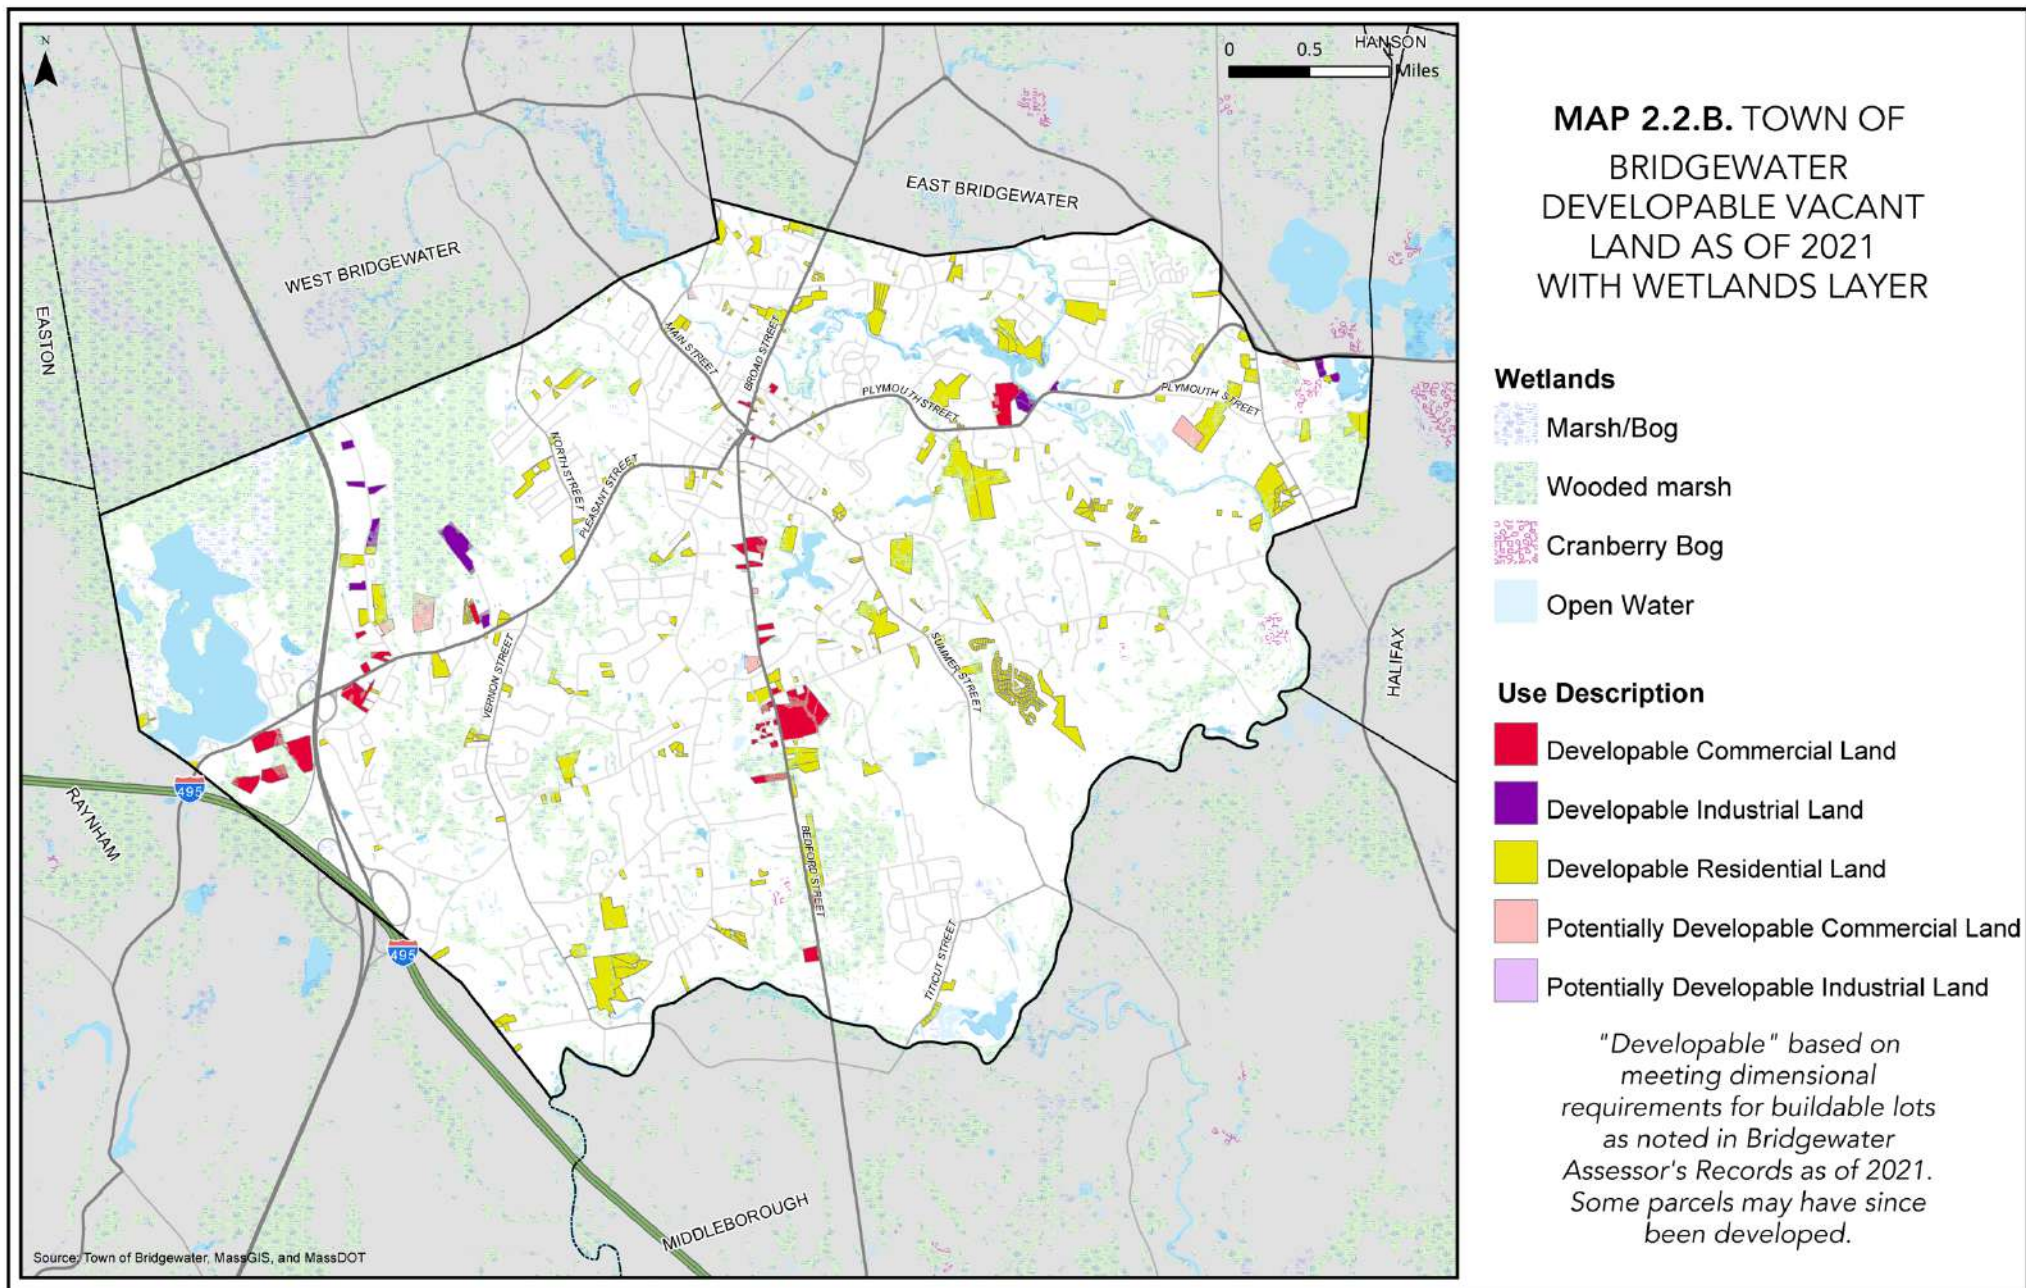 N
0 0.5 1
Miles
HANSON
EAST BRIDGEWATER
WEST BRIDGEWATER
EASTON
MAIN STREET
BROAD STREET
PLYMOUTH STREET
PLYMOUTH STREET
NORTH STREET
PLEASANT STREET
VERNON STREET
SUMMER STREET
HALIFAX
495
RAYNHAM
BEDFORD STREET
TITICUT STREET
495
MIDDLEBOROUGH
Source: Town of Bridgewater, MassGIS, and MassDOT
MAP 2.2.B. TOWN OF
BRIDGEWATER
DEVELOPABLE VACANT
LAND AS OF 2021
WITH WETLANDS LAYER
Wetlands
Marsh/Bog
Wooded marsh
Cranberry Bog
Open Water
Use Description
Developable Commercial Land
Developable Industrial Land
Developable Residential Land
Potentially Developable Commercial Land
Potentially Developable Industrial Land
"Developable" based on
meeting dimensional
requirements for buildable lots
as noted in Bridgewater
Assessor's Records as of 2021.
Some parcels may have since
been developed.